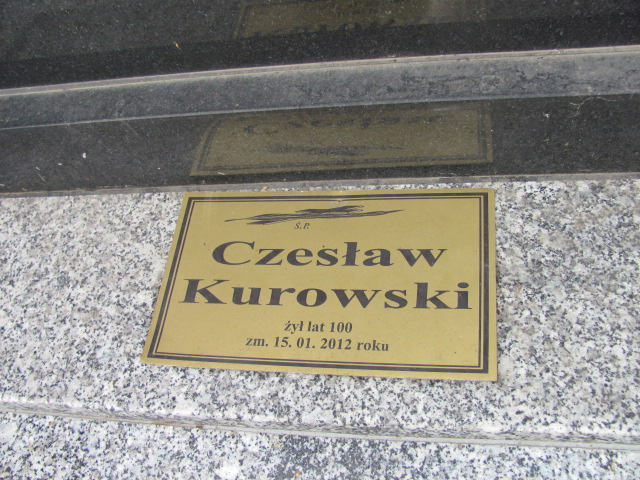 Ś.P.
Czesław
Kurowski
żył lat 100
zm. 15. 01. 2012 roku